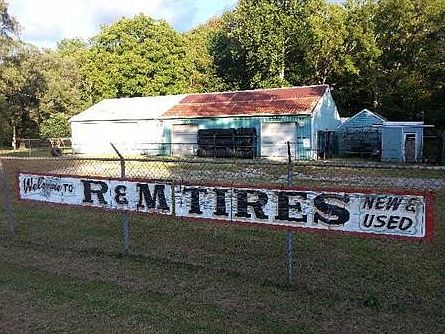 Welcome TO R & M TIRES NEW &
USED